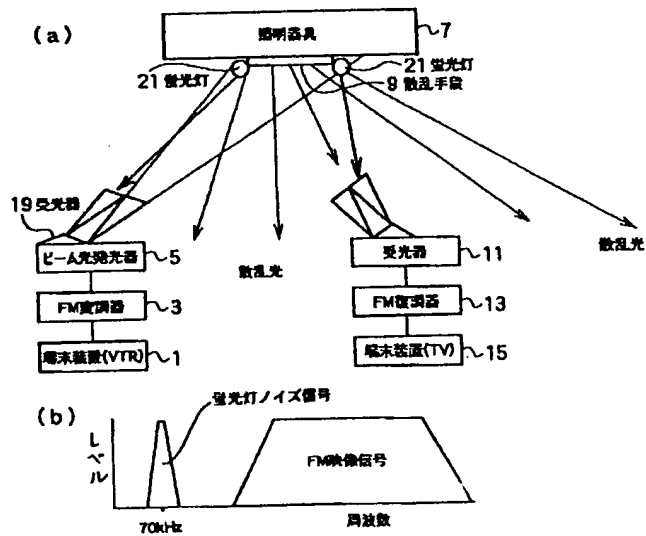 (a)
照明器具
7
21 蛍光灯
21 蛍光灯
9 散乱手段
19 受光器
ビーム光発光器
5
散乱光
受光器
11
散乱光
FM変調器
3
FM復調器
13
端末装置(VTR)
1
端末装置(TV)
15
(b)
蛍光灯ノイズ信号
レベル
FM映像信号
70kHz
周波数